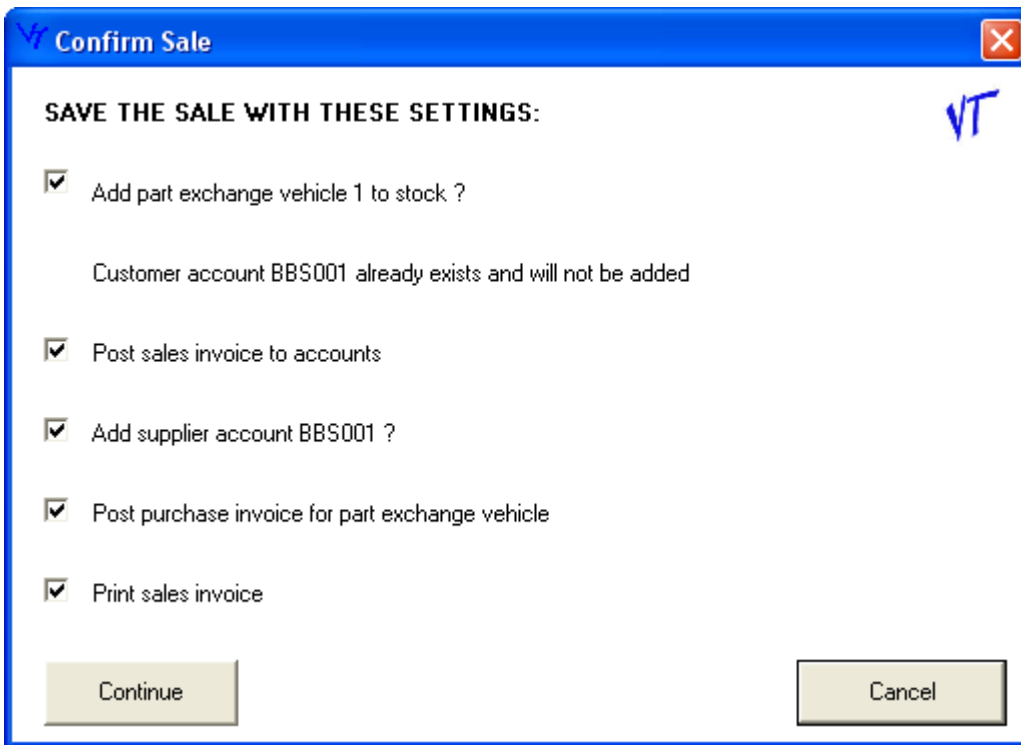 VT Confirm Sale
SAVE THE SALE WITH THESE SETTINGS:
VT
Add part exchange vehicle 1 to stock ?
Customer account BBS001 already exists and will not be added
Post sales invoice to accounts
Add supplier account BBS001 ?
Post purchase invoice for part exchange vehicle
Print sales invoice
Continue
Cancel